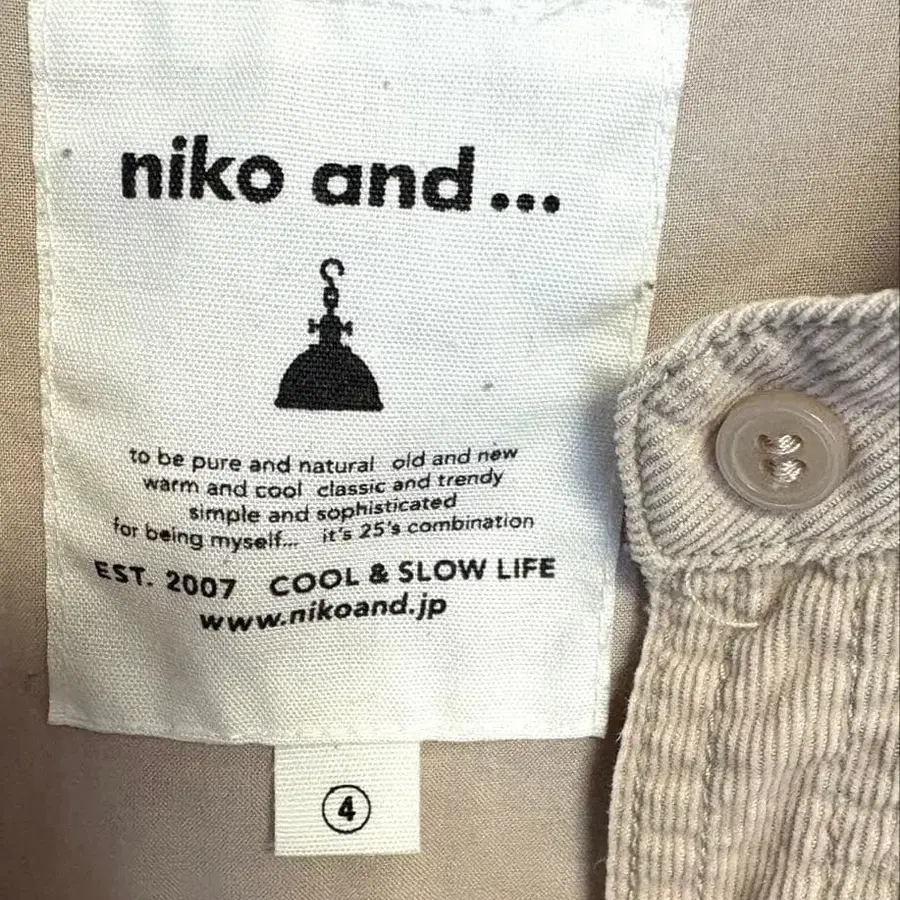 niko and...
to be pure and natural old and new
warm and cool classic and trendy
simple and sophisticated
for being myself... it's 25's combination
EST. 2007 COOL & SLOW LIFE
www.nikoand.jp
④